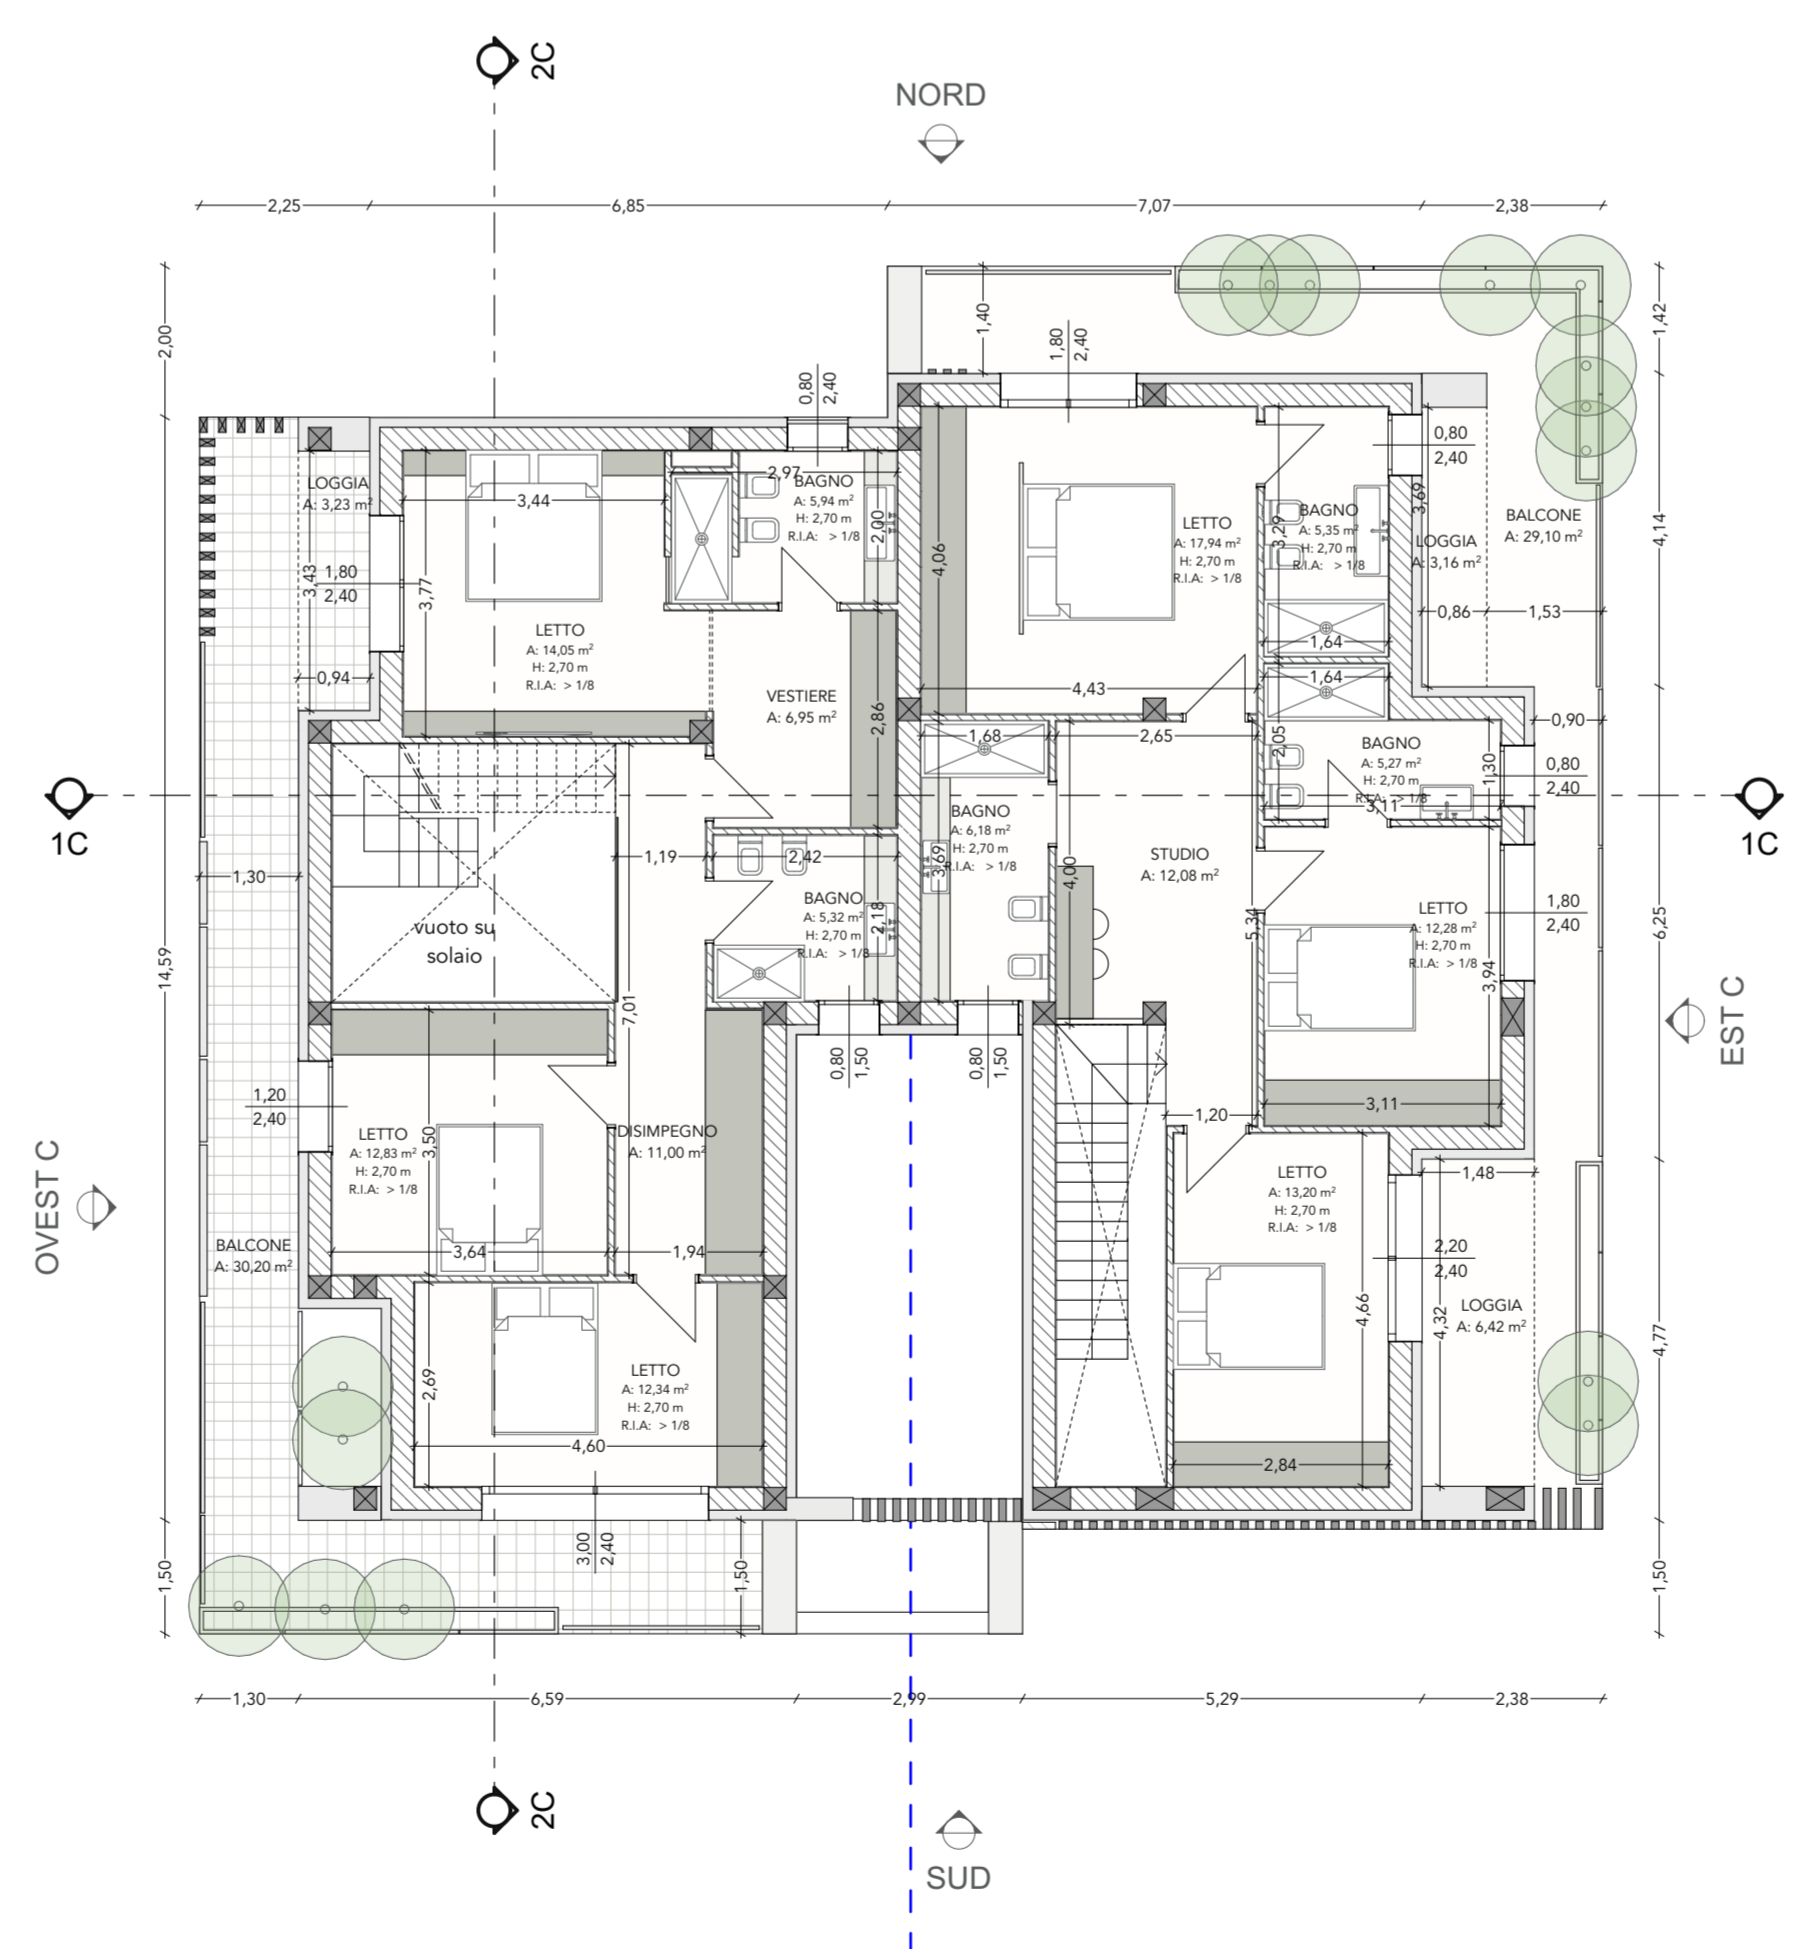 2C
NORD
2,25
6,85
7,07
2,38
2,00
1,40
1,80
2,40
1,42
0,80
2,40
0,80
2,40
LOGGIA
A: 3,23 m²
3,44
2,97
BAGNO
A: 5,94 m²
H: 2,70 m
R.I.A: > 1/8
2,00
4,06
LETTO
A: 17,94 m²
H: 2,70 m
R.I.A: > 1/8
3,29
BAGNO
A: 5,35 m²
H: 2,70 m
R.I.A: > 1/8
3,69
LOGGIA
A: 3,16 m²
BALCONE
A: 29,10 m²
4,14
3,43
1,80
2,40
3,77
0,86
1,53
LETTO
A: 14,05 m²
H: 2,70 m
R.I.A: > 1/8
1,64
1,64
0,94
4,43
VESTIERE
A: 6,95 m²
2,86
0,90
1,68
2,65
2,05
BAGNO
A: 5,27 m²
H: 2,70 m
R.I.A: > 1/8
1,30
0,80
2,40
3,11
1C
1C
BAGNO
A: 6,18 m²
H: 2,70 m
R.I.A: > 1/8
3,69
1,19
2,42
4,00
STUDIO
A: 12,08 m²
1,30
BAGNO
A: 5,32 m²
H: 2,70 m
R.I.A: > 1/8
2,18
5,34
LETTO
A: 12,28 m²
H: 2,70 m
R.I.A: > 1/8
1,80
2,40
6,25
vuoto su
solaio
14,59
3,94
7,01
EST C
0,80
1,50
0,80
1,50
1,20
2,40
3,11
1,20
LETTO
A: 12,83 m²
H: 2,70 m
R.I.A: > 1/8
3,50
DISIMPEGNO
A: 11,00 m²
LETTO
A: 13,20 m²
H: 2,70 m
R.I.A: > 1/8
1,48
OVEST C
BALCONE
A: 30,20 m²
3,64
1,94
2,20
2,40
4,66
4,32
LOGGIA
A: 6,42 m²
4,77
2,69
LETTO
A: 12,34 m²
H: 2,70 m
R.I.A: > 1/8
4,60
2,84
3,00
2,40
1,50
1,50
1,50
1,30
6,59
2,99
5,29
2,38
2C
SUD